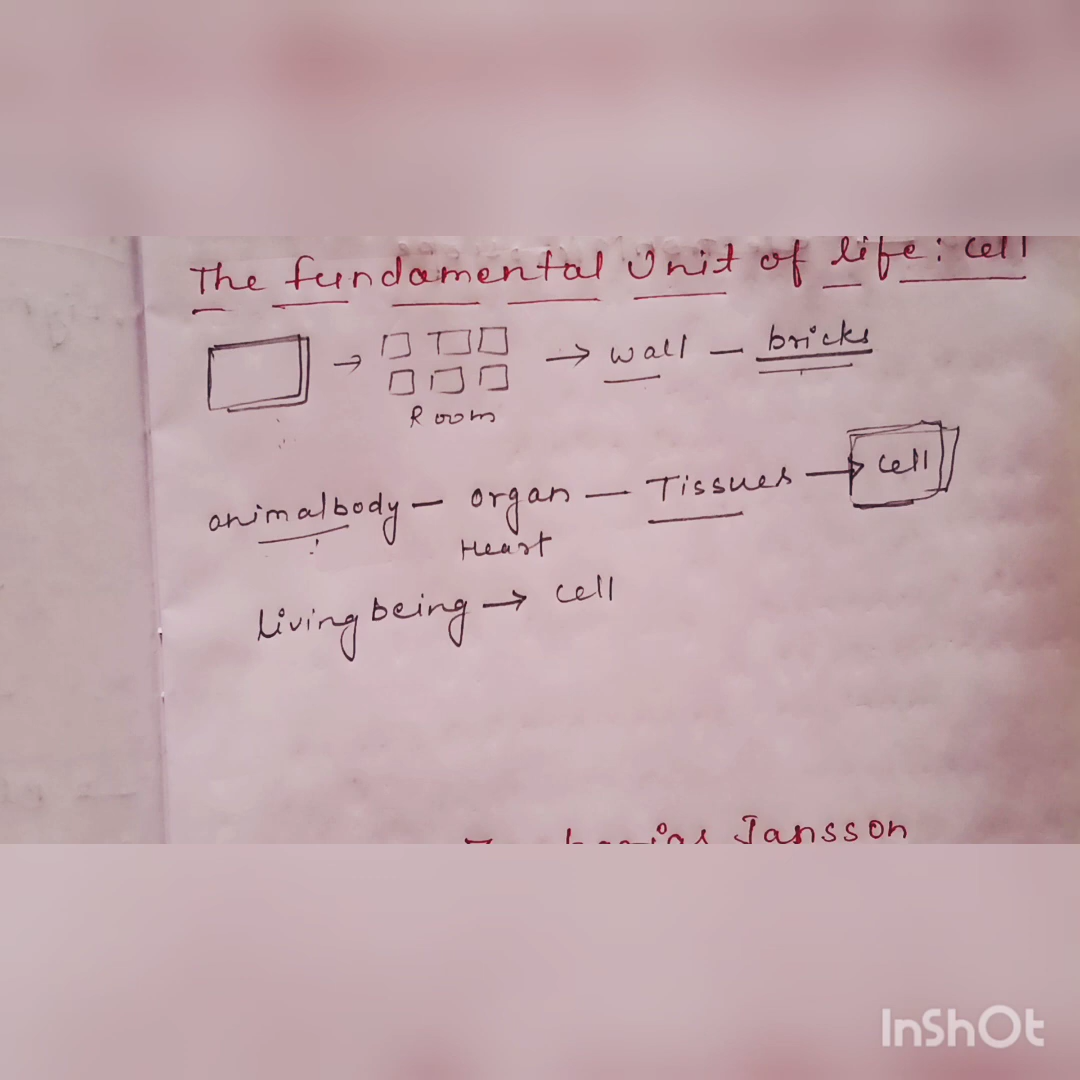 The fundamental Unit of life: cell
→ → wall — bricks
Room
animalbody — organ — Tissues → cell
Heart
Living being → cell
Jansson
InShOt